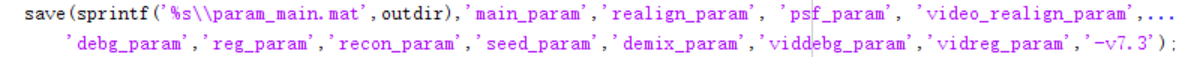 save(sprintf('%s\\param_main.mat',outdir),'main_param','realign_param', 'psf_param', 'video_realign_param',...
'debg_param','reg_param','recon_param','seed_param','demix_param','viddebg_param','vidreg_param','-v7.3');